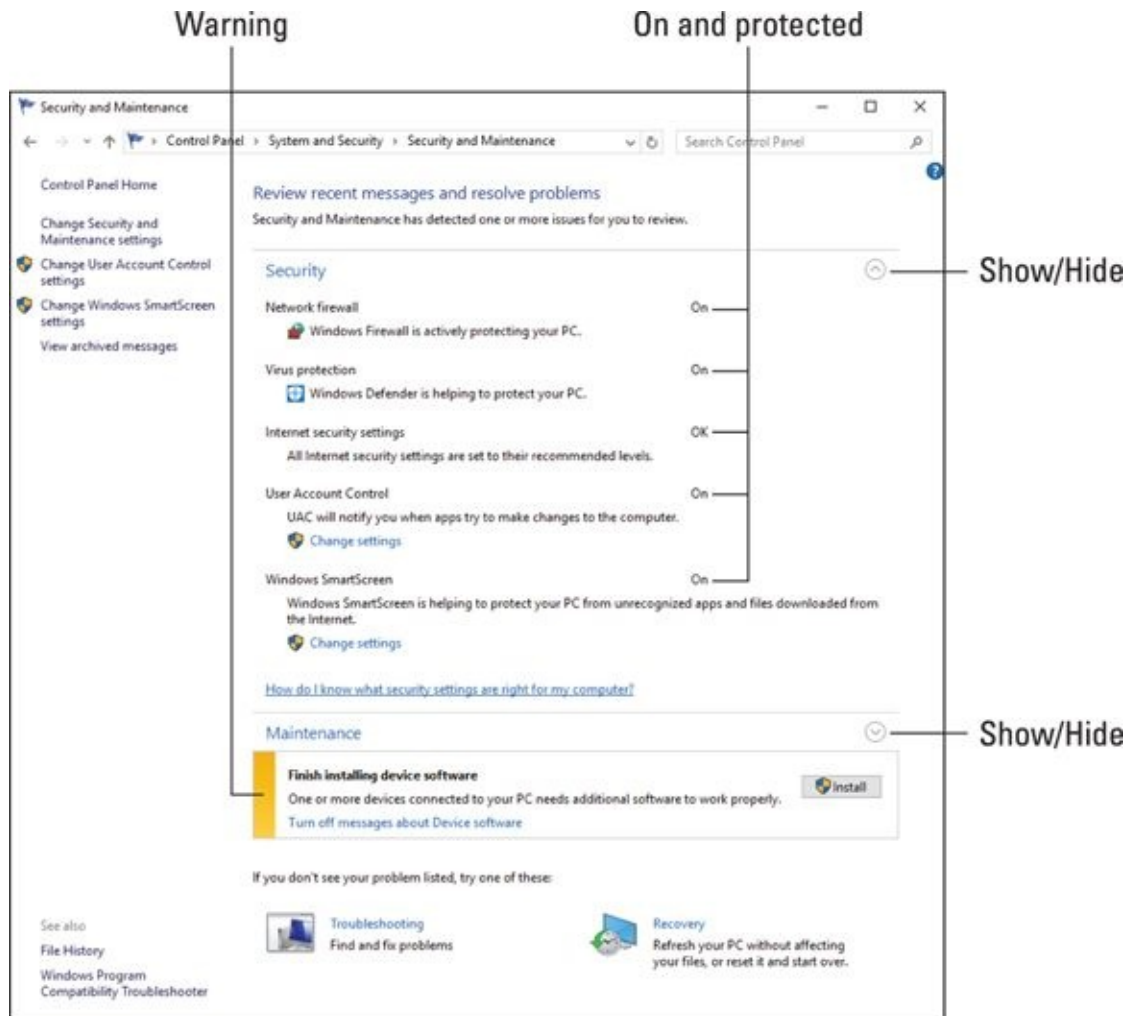 Warning
On and protected
Security and Maintenance
Control Panel > System and Security > Security and Maintenance
Search Control Panel
Control Panel Home
Change Security and
Maintenance settings
Change User Account Control
settings
Change Windows SmartScreen
settings
View archived messages
Review recent messages and resolve problems
Security and Maintenance has detected one or more issues for you to review.
Security
Show/Hide
Network firewall On
Windows Firewall is actively protecting your PC.
Virus protection On
Windows Defender is helping to protect your PC.
Internet security settings OK
All Internet security settings are set to their recommended levels.
User Account Control On
UAC will notify you when apps try to make changes to the computer.
Change settings
Windows SmartScreen On
Windows SmartScreen is helping to protect your PC from unrecognized apps and files downloaded from
the Internet.
Change settings
How do I know what security settings are right for my computer?
Maintenance
Show/Hide
Finish installing device software
One or more devices connected to your PC needs additional software to work properly.
Install
Turn off messages about Device software
If you don't see your problem listed, try one of these:
Troubleshooting
Find and fix problems
Recovery
Refresh your PC without affecting
your files, or reset it and start over.
See also
File History
Windows Program
Compatibility Troubleshooter